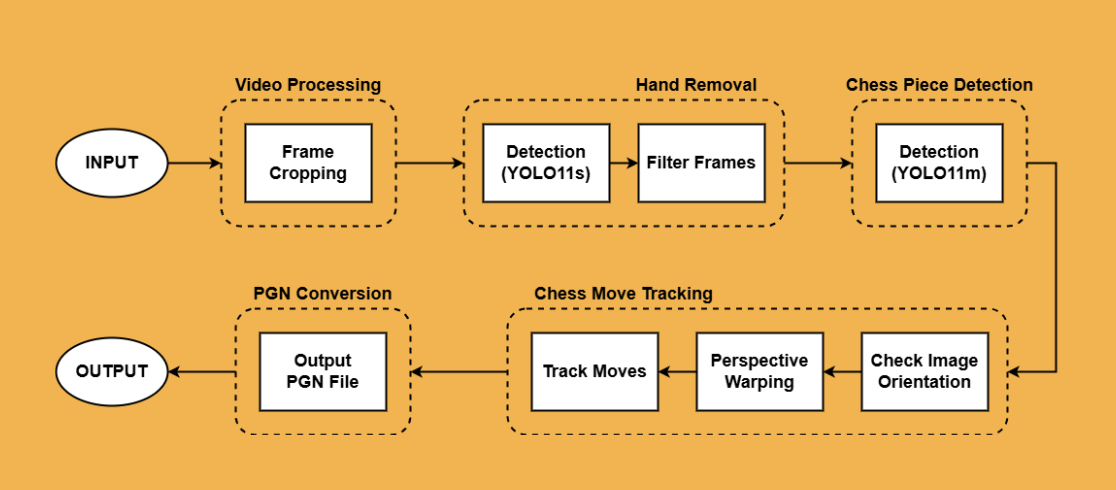 Video Processing
Hand Removal
Chess Piece Detection
INPUT
Frame
Cropping
Detection
(YOLO11s)
Filter Frames
Detection
(YOLO11m)
PGN Conversion
Chess Move Tracking
OUTPUT
Output
PGN File
Track Moves
Perspective
Warping
Check Image
Orientation